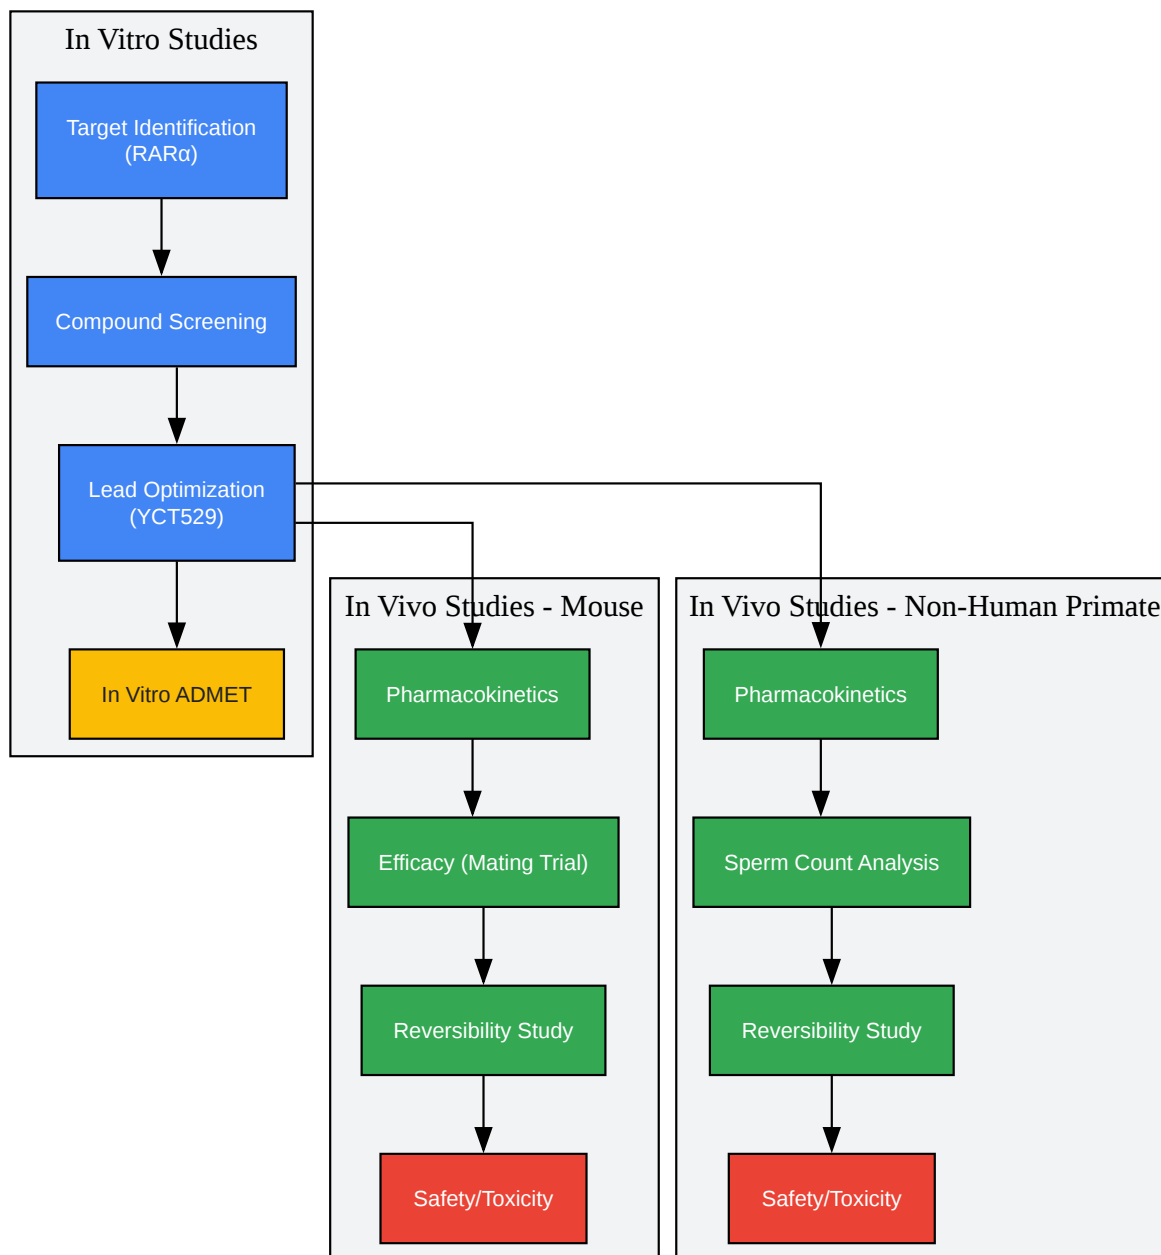 In Vitro Studies
Target Identification
(RARα)
Compound Screening
Lead Optimization
(YCT529)
In Vitro ADMET
In Vivo Studies - Mouse
Pharmacokinetics
Efficacy (Mating Trial)
Reversibility Study
Safety/Toxicity
In Vivo Studies - Non-Human Primate
Pharmacokinetics
Sperm Count Analysis
Reversibility Study
Safety/Toxicity